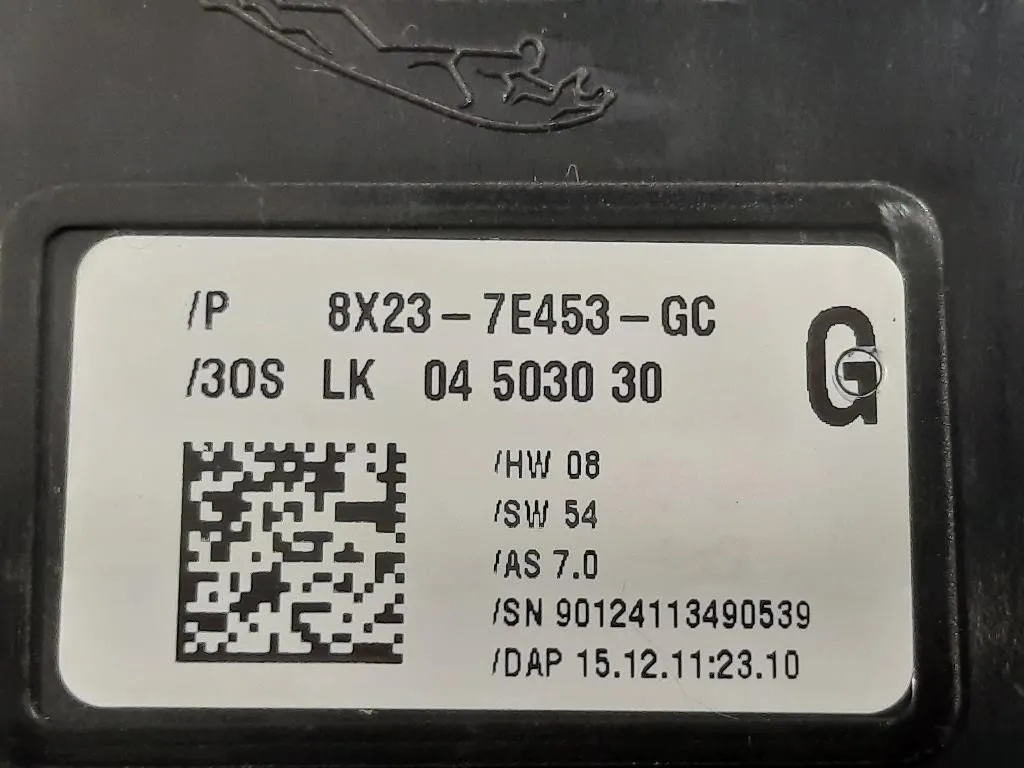 /P 8X23-7E453-GC
/3OS LK 04 5030 30
G
/HW 08
/SW 54
/AS 7.0
/SN 90124113490539
/DAP 15.12.11:23.10